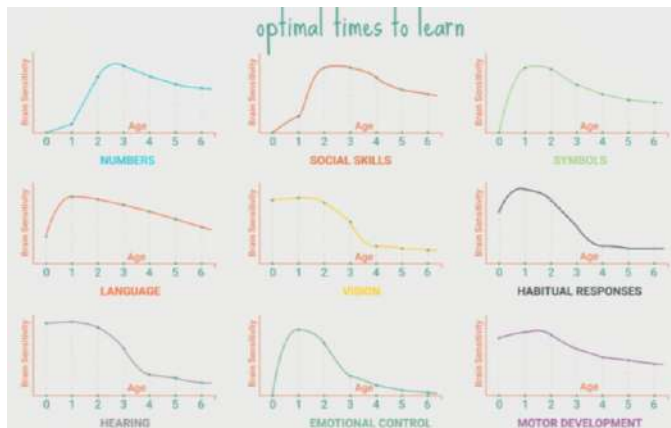 optimal times to learn
Brain Sensitivity
Age
0 1 2 3 4 5 6
NUMBERS
Brain Sensitivity
Age
0 1 2 3 4 5 6
SOCIAL SKILLS
Brain Sensitivity
Age
0 1 2 3 4 5 6
SYMBOLS
Brain Sensitivity
Age
0 1 2 3 4 5 6
LANGUAGE
Brain Sensitivity
Age
0 1 2 3 4 5 6
VISION
Brain Sensitivity
Age
0 1 2 3 4 5 6
HABITUAL RESPONSES
Brain Sensitivity
Age
0 1 2 3 4 5 6
HEARING
Brain Sensitivity
Age
0 1 2 3 4 5 6
EMOTIONAL CONTROL
Brain Sensitivity
Age
0 1 2 3 4 5 6
MOTOR DEVELOPMENT